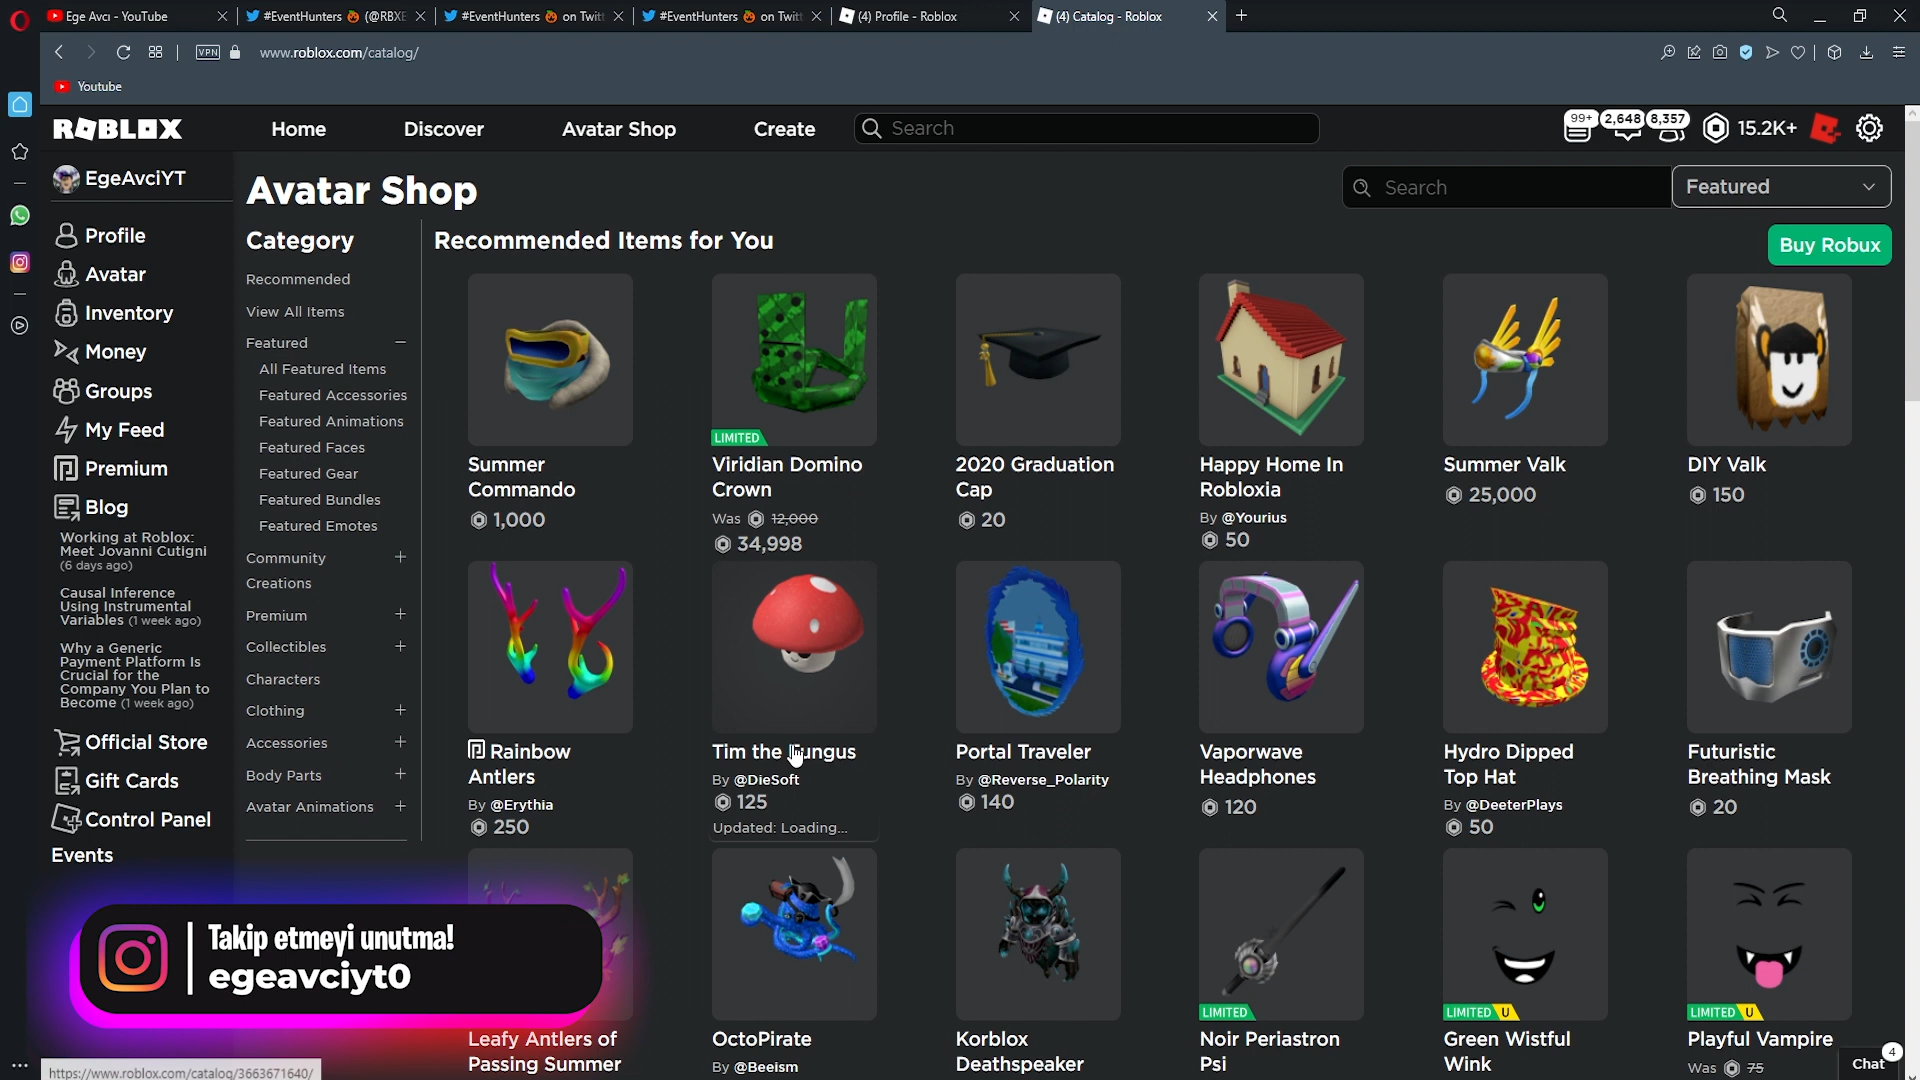 Ege Avcı - YouTube
#EventHunters 🎃 (@RBXE
#EventHunters 🎃 on Twitt
#EventHunters 🎃 on Twitt
(4) Profile - Roblox
(4) Catalog - Roblox
VPN
www.roblox.com/catalog/
Youtube
ROBLOX
Home
Discover
Avatar Shop
Create
Search
99+
2,648
8,357
15.2K+
EgeAvciYT
Profile
Avatar
Inventory
Money
Groups
My Feed
Premium
Blog
Working at Roblox:
Meet Jovanni Cutigni
(6 days ago)
Causal Inference
Using Instrumental
Variables (1 week ago)
Why a Generic
Payment Platform Is
Crucial for the
Company You Plan to
Become (1 week ago)
Official Store
Gift Cards
Control Panel
Events
Avatar Shop
Search
Featured
Category
Recommended
View All Items
Featured
All Featured Items
Featured Accessories
Featured Animations
Featured Faces
Featured Gear
Featured Bundles
Featured Emotes
Community
Creations
Premium
Collectibles
Characters
Clothing
Accessories
Body Parts
Avatar Animations
Recommended Items for You
Buy Robux
Summer
Commando
1,000
LIMITED
Viridian Domino
Crown
Was 12,000
34,998
2020 Graduation
Cap
20
Happy Home In
Robloxia
By @Yourius
50
Summer Valk
25,000
DIY Valk
150
Rainbow
Antlers
By @Erythia
250
Tim the Fungus
By @DieSoft
125
Updated: Loading...
Portal Traveler
By @Reverse_Polarity
140
Vaporwave
Headphones
120
Hydro Dipped
Top Hat
By @DeeterPlays
50
Futuristic
Breathing Mask
20
Leafy Antlers of
Passing Summer
OctoPirate
By @Beeism
Korblox
Deathspeaker
LIMITED
Noir Periastron
Psi
LIMITED U
Green Wistful
Wink
LIMITED U
Playful Vampire
Was 75
Chat
4
Takip etmeyi unutma!
egeavciyt0
https://www.roblox.com/catalog/3663671640/